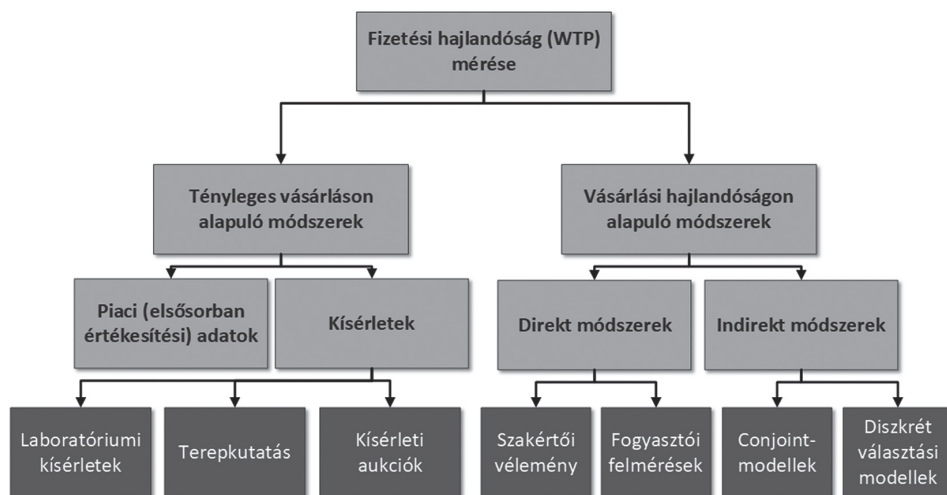 Fizetési hajlandóság (WTP)
mérése
Tényleges vásárláson
alapuló módszerek
Vásárlási hajlandóságon
alapuló módszerek
Piaci (elsősorban
értékesítési) adatok
Kísérletek
Direkt módszerek
Indirekt módszerek
Laboratóriumi
kísérletek
Terepkutatás
Kísérleti
aukciók
Szakértői
vélemény
Fogyasztói
felmérések
Conjoint-
modellek
Diszkrét
választási
modellek